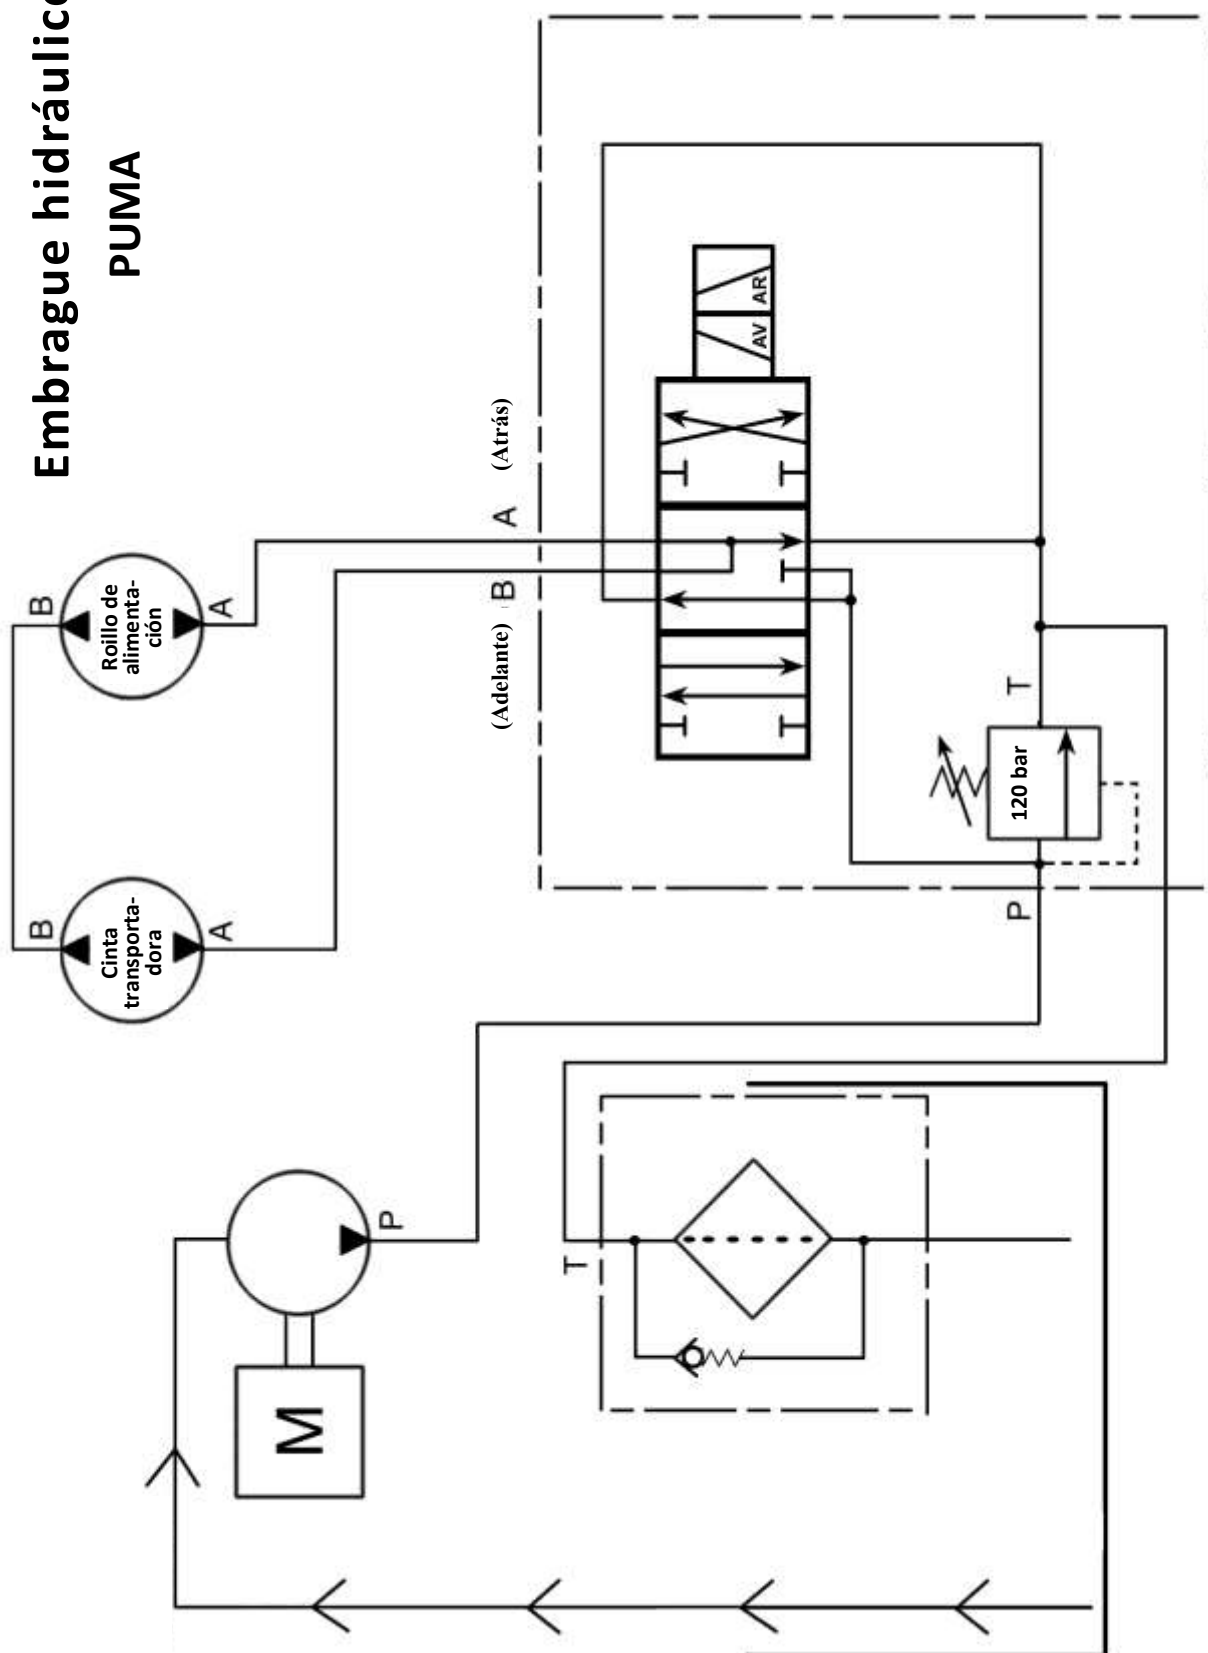 Embrague hidráulico
PUMA
B
Roillo de
alimenta-
ción
A
B
Cinta
transporta-
dora
A
(Adelante)
B
A
(Atrás)
AV
AR
T
120 bar
P
M
P
T